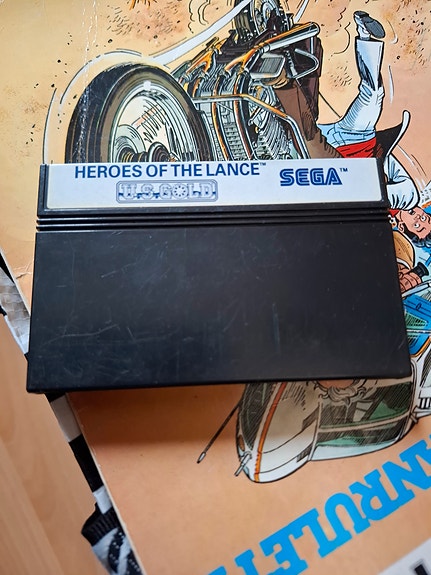 HEROES OF THE LANCE™
U.S. GOLD
SEGA™